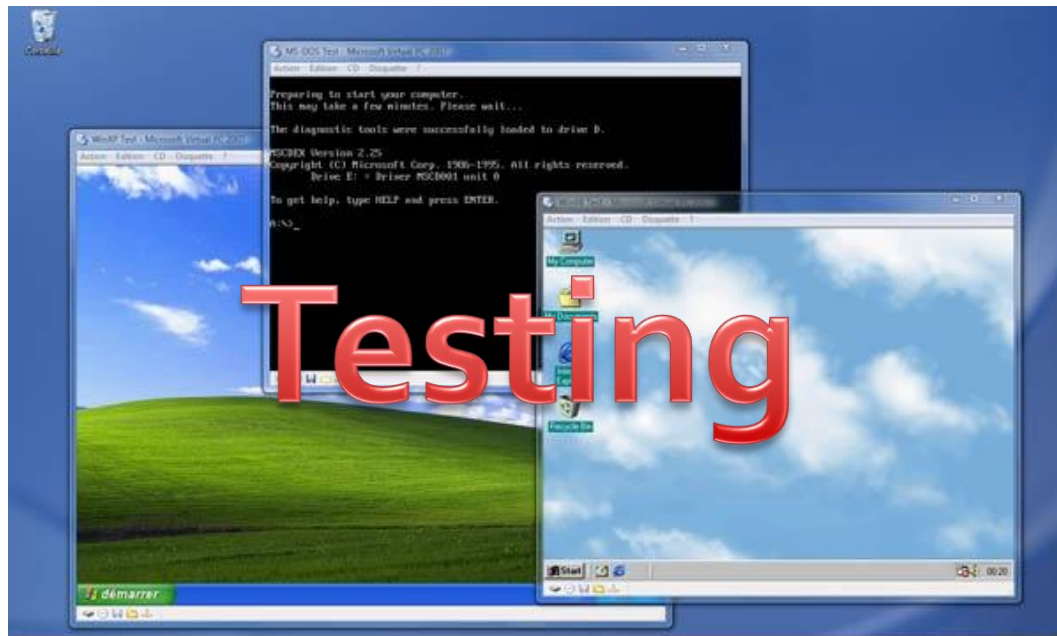 MS-DOS Test - Microsoft Virtual PC 2007
Action Edition CD Disquette ?
Preparing to start your computer.
This may take a few minutes. Please wait...
The diagnostic tools were successfully loaded to drive D.
MSCDEX Version 2.25
Copyright (C) Microsoft Corp. 1986-1995. All rights reserved.
Drive E: = Driver MSCD001 unit 0
To get help, type HELP and press ENTER.
A:\>_
WinXP Test - Microsoft Virtual PC 2007
Action Edition CD Disquette ?
Action Edition CD Disquette ?
My Computer
My Documents
Recycle Bin
Testing
Start
00:20
démarrer